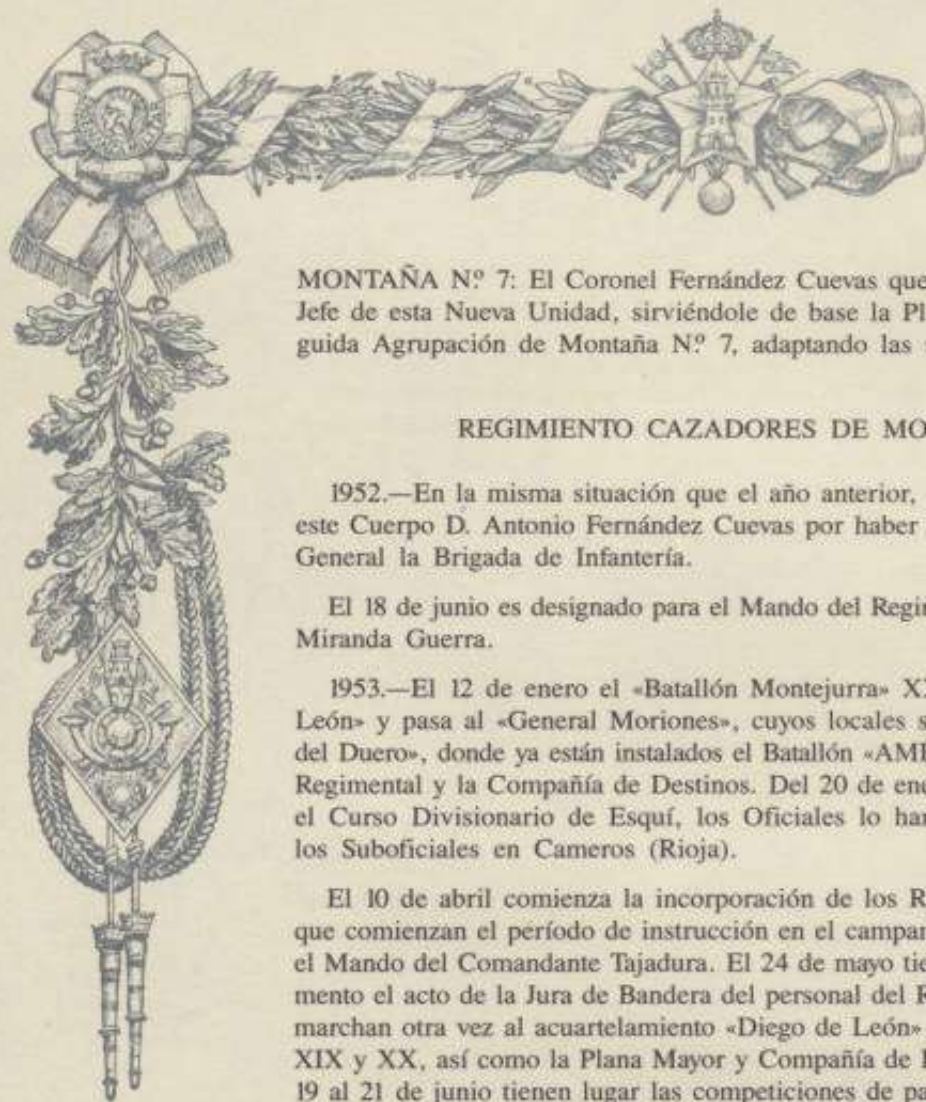 MONTAÑA N.º 7: El Coronel Fernández Cuevas que
Jefe de esta Nueva Unidad, sirviéndole de base la Pl
guida Agrupación de Montaña N.º 7, adaptando las
REGIMIENTO CAZADORES DE MO
1952.—En la misma situación que el año anterior,
este Cuerpo D. Antonio Fernández Cuevas por haber
General la Brigada de Infantería.
El 18 de junio es designado para el Mando del Regi
Miranda Guerra.
1953.—El 12 de enero el «Batallón Montejurra» XX
León» y pasa al «General Moriones», cuyos locales s
del Duero», donde ya están instalados el Batallón «AME
Regimental y la Compañía de Destinos. Del 20 de ene
el Curso Divisionario de Esquí, los Oficiales lo han
los Suboficiales en Cameros (Rioja).
El 10 de abril comienza la incorporación de los R
que comienzan el período de instrucción en el campa
el Mando del Comandante Tajadura. El 24 de mayo tie
mento el acto de la Jura de Bandera del personal del R
marchan otra vez al acuartelamiento «Diego de León»
XIX y XX, así como la Plana Mayor y Compañía de
19 al 21 de junio tienen lugar las competiciones de pa